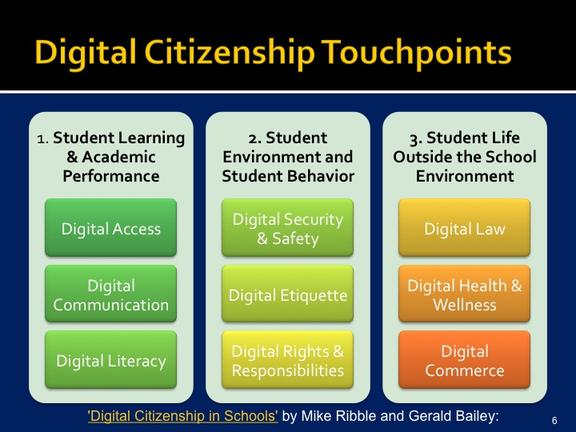 Digital Citizenship Touchpoints
1. Student Learning
& Academic
Performance
Digital Access
Digital
Communication
Digital Literacy
2. Student
Environment and
Student Behavior
Digital Security
& Safety
Digital Etiquette
Digital Rights &
Responsibilities
3. Student Life
Outside the School
Environment
Digital Law
Digital Health &
Wellness
Digital
Commerce
'Digital Citizenship in Schools' by Mike Ribble and Gerald Bailey:
6